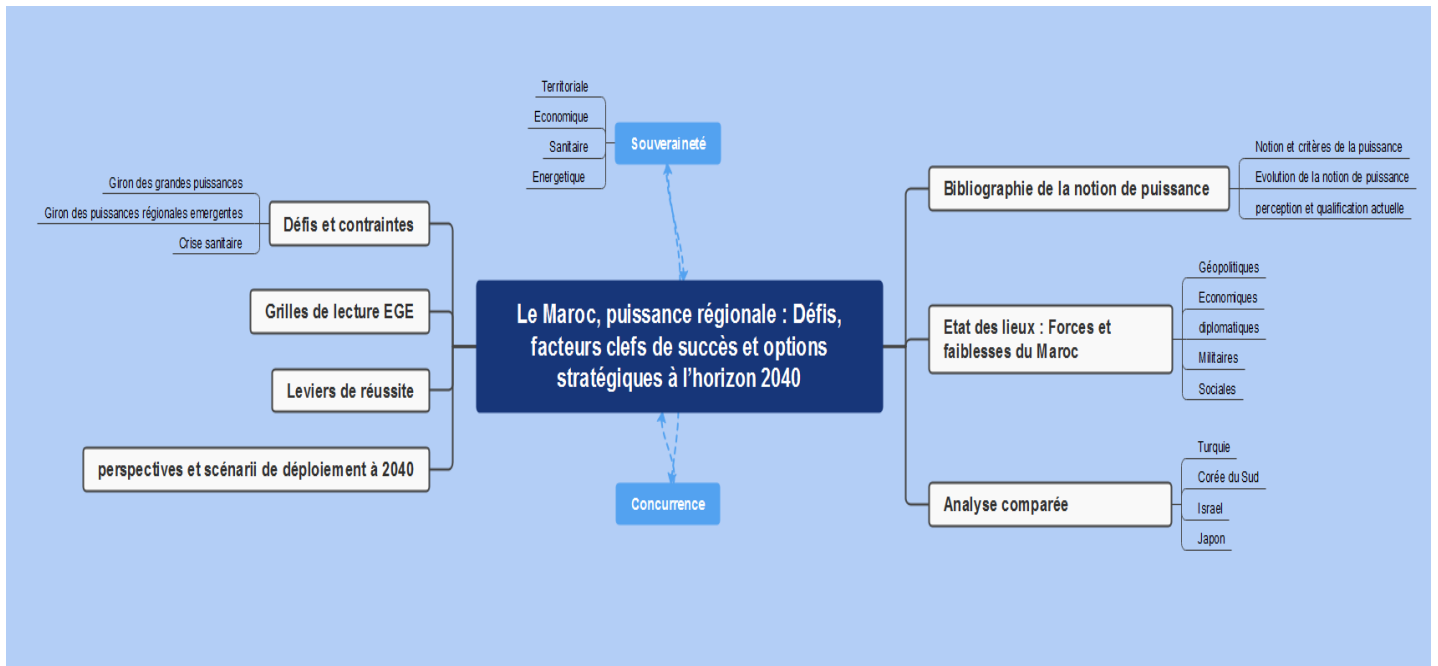 Le Maroc, puissance régionale : Défis,
facteurs clefs de succès et options
stratégiques à l'horizon 2040
Souveraineté
Territoriale
Economique
Sanitaire
Energetique
Bibliographie de la notion de puissance
Notion et critères de la puissance
Evolution de la notion de puissance
perception et qualification actuelle
Etat des lieux : Forces et
faiblesses du Maroc
Géopolitiques
Economiques
diplomatiques
Militaires
Sociales
Analyse comparée
Turquie
Corée du Sud
Israel
Japon
Défis et contraintes
Giron des grandes puissances
Giron des puissances régionales emergentes
Crise sanitaire
Grilles de lecture EGE
Leviers de réussite
perspectives et scénarii de déploiement à 2040
Concurrence